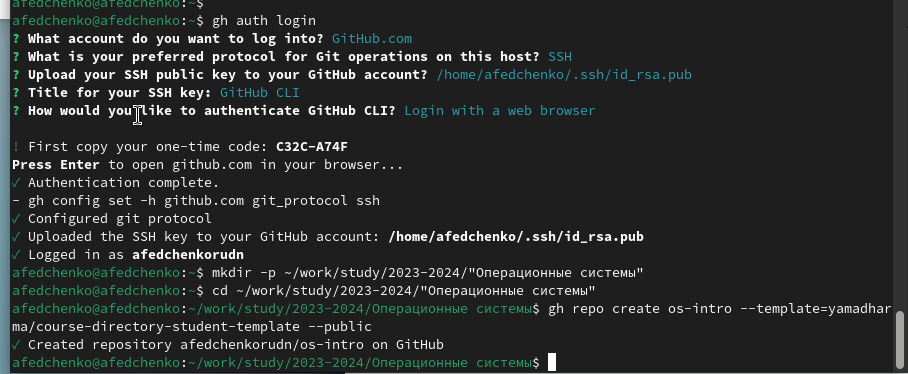 afedchenko@afedchenko:~$
afedchenko@afedchenko:~$ gh auth login
? What account do you want to log into? GitHub.com
? What is your preferred protocol for Git operations on this host? SSH
? Upload your SSH public key to your GitHub account? /home/afedchenko/.ssh/id_rsa.pub
? Title for your SSH key: GitHub CLI
? How would you like to authenticate GitHub CLI? Login with a web browser
! First copy your one-time code: C32C-A74F
Press Enter to open github.com in your browser...
✓ Authentication complete.
- gh config set -h github.com git_protocol ssh
✓ Configured git protocol
✓ Uploaded the SSH key to your GitHub account: /home/afedchenko/.ssh/id_rsa.pub
✓ Logged in as afedchenkorudn
afedchenko@afedchenko:~$ mkdir -p ~/work/study/2023-2024/"Операционные системы"
afedchenko@afedchenko:~$ cd ~/work/study/2023-2024/"Операционные системы"
afedchenko@afedchenko:~/work/study/2023-2024/Операционные системы$ gh repo create os-intro --template=yamadhar
ma/course-directory-student-template --public
✓ Created repository afedchenkorudn/os-intro on GitHub
afedchenko@afedchenko:~/work/study/2023-2024/Операционные системы$